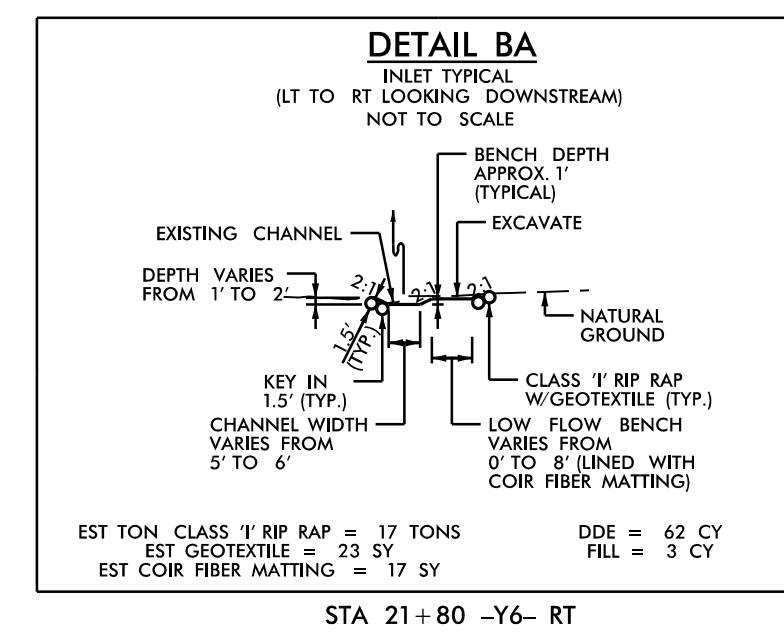 DETAIL BA
INLET TYPICAL
(LT TO RT LOOKING DOWNSTREAM)
NOT TO SCALE
BENCH DEPTH
APPROX. 1'
(TYPICAL)
EXISTING CHANNEL
EXCAVATE
DEPTH VARIES
FROM 1' TO 2'
2:1
2:1
2:1
1.5'
(TYP.)
NATURAL
GROUND
KEY IN
1.5' (TYP.)
CLASS 'I' RIP RAP
W/GEOTEXTILE (TYP.)
CHANNEL WIDTH
VARIES FROM
5' TO 6'
LOW FLOW BENCH
VARIES FROM
0' TO 8' (LINED WITH
COIR FIBER MATTING)
EST TON CLASS 'I' RIP RAP = 17 TONS
EST GEOTEXTILE = 23 SY
EST COIR FIBER MATTING = 17 SY
DDE = 62 CY
FILL = 3 CY
STA 21+80 -Y6- RT